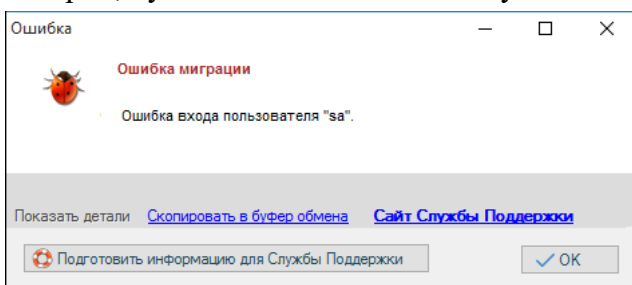 Ошибка
Ошибка миграции
Ошибка входа пользователя "sa".
Показать детали Скопировать в буфер обмена Сайт Службы Поддержки
Подготовить информацию для Службы Поддержки OK